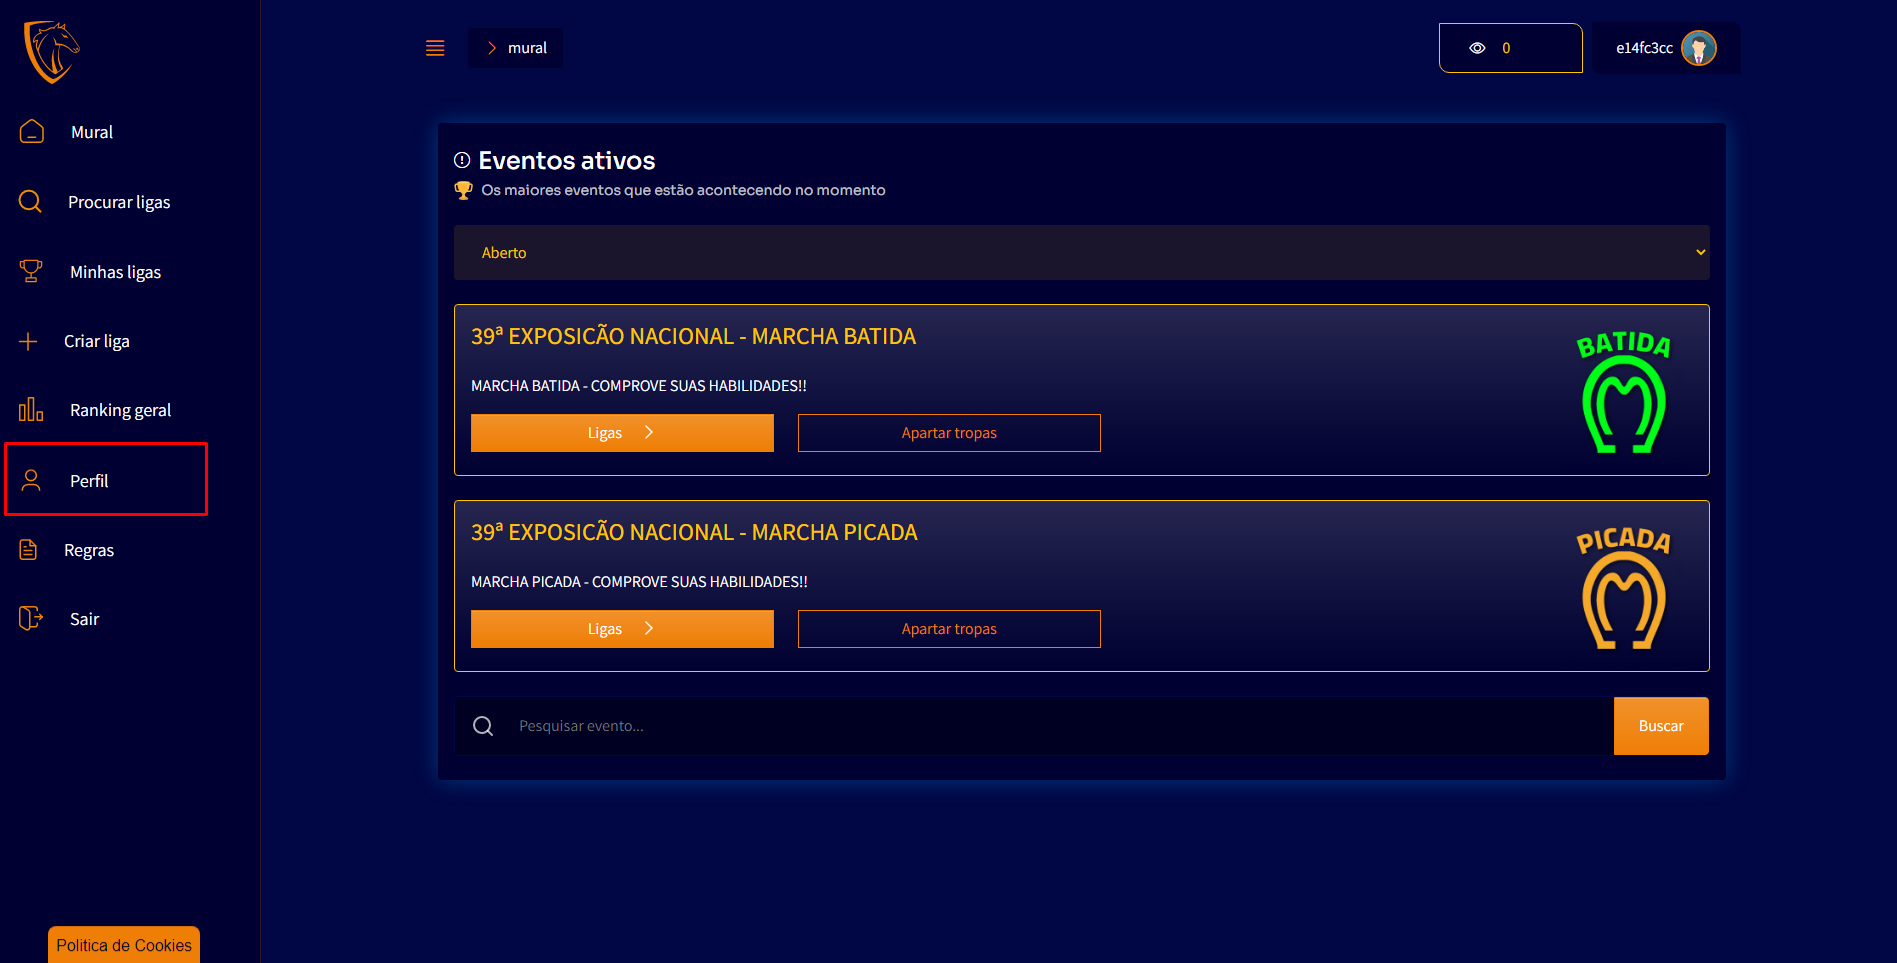 mural
0
e14fc3cc
Mural
Procurar ligas
Minhas ligas
Criar liga
Ranking geral
Perfil
Regras
Sair
Politica de Cookies
Eventos ativos
Os maiores eventos que estão acontecendo no momento
Aberto
39ª EXPOSICÃO NACIONAL - MARCHA BATIDA
MARCHA BATIDA - COMPROVE SUAS HABILIDADES!!
Ligas
Apartar tropas
BATIDA
39ª EXPOSICÃO NACIONAL - MARCHA PICADA
MARCHA PICADA - COMPROVE SUAS HABILIDADES!!
Ligas
Apartar tropas
PICADA
Pesquisar evento...
Buscar